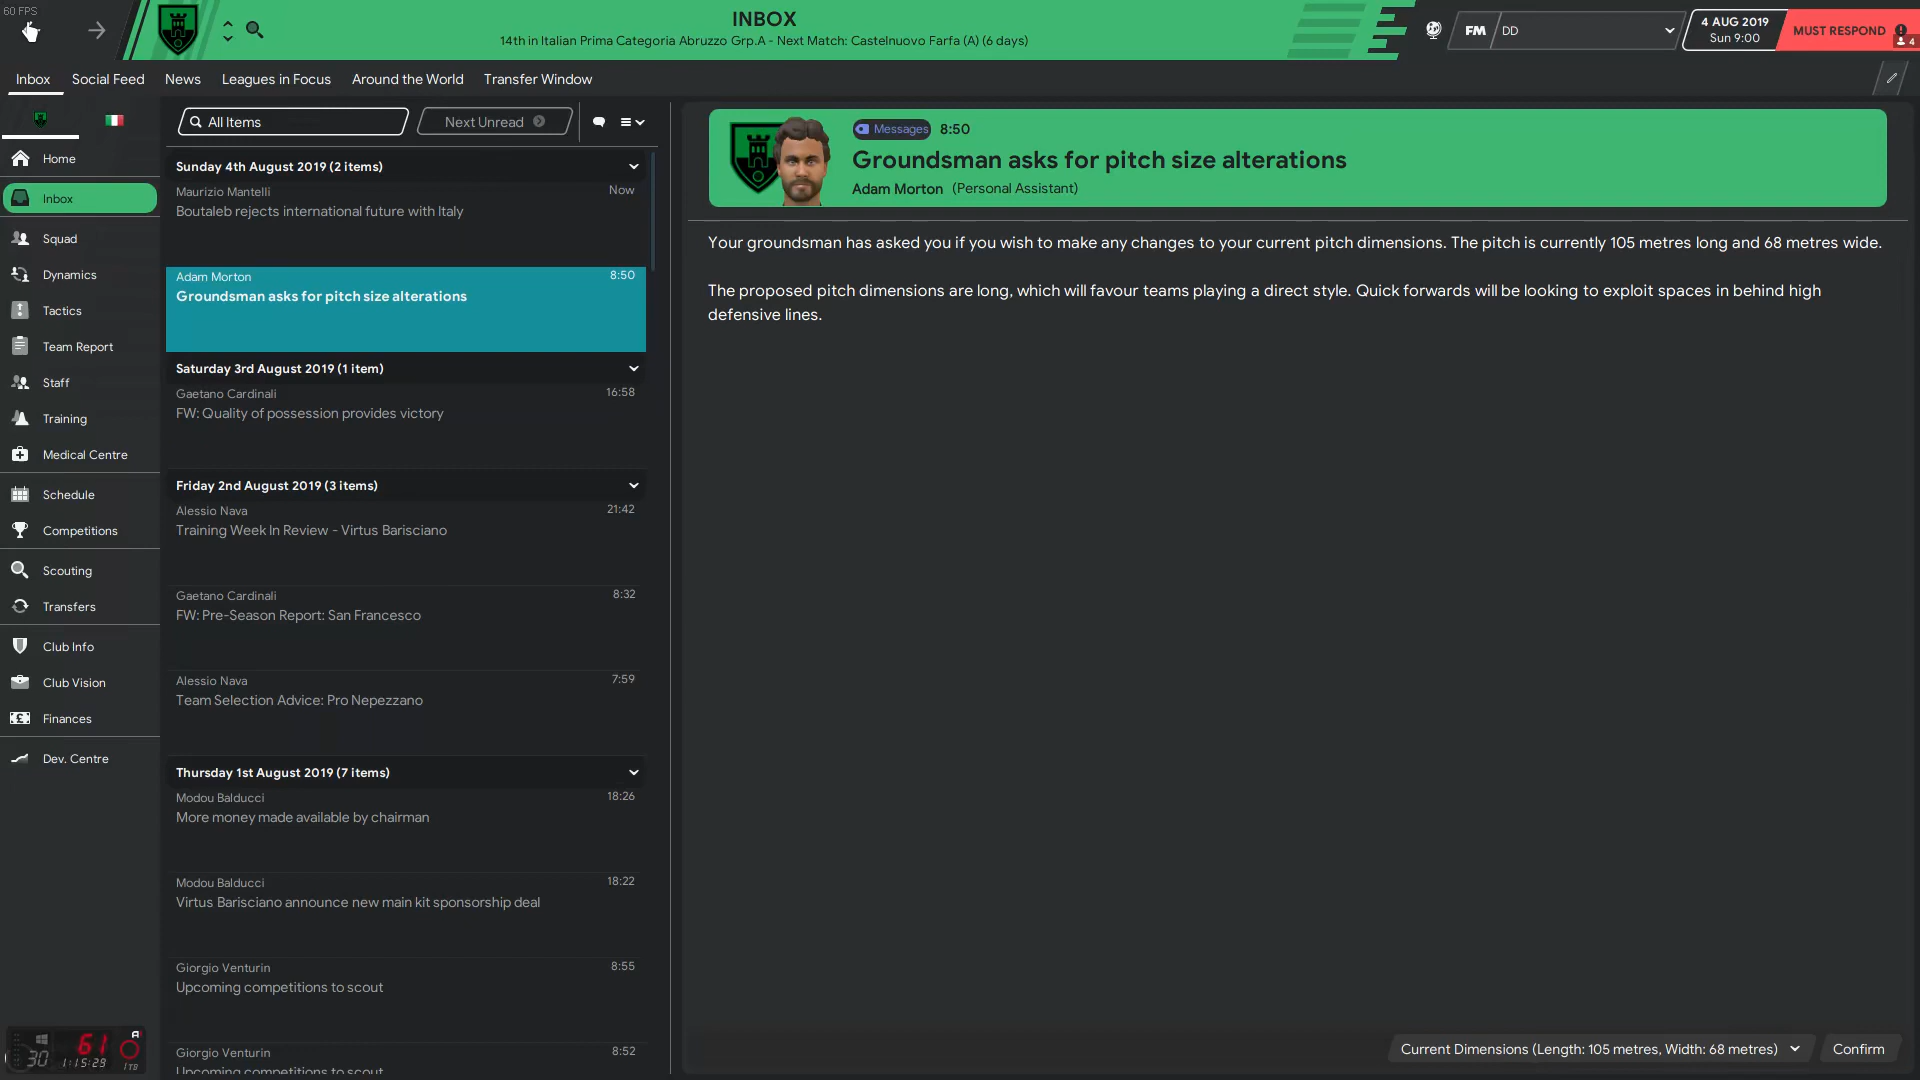 60 FPS
INBOX
14th in Italian Prima Categoria Abruzzo Grp.A - Next Match: Castelnuovo Farfa (A) (6 days)
FM DD
4 AUG 2019
Sun 9:00
MUST RESPOND
4
Inbox Social Feed News Leagues in Focus Around the World Transfer Window
Home
Inbox
Squad
Dynamics
Tactics
Team Report
Staff
Training
Medical Centre
Schedule
Competitions
Scouting
Transfers
Club Info
Club Vision
Finances
Dev. Centre
30 61 1:15:29 1TB
All Items
Next Unread
Sunday 4th August 2019 (2 items)
Maurizio Mantelli Now
Boutaleb rejects international future with Italy
Adam Morton 8:50
Groundsman asks for pitch size alterations
Saturday 3rd August 2019 (1 item)
Gaetano Cardinali 16:58
FW: Quality of possession provides victory
Friday 2nd August 2019 (3 items)
Alessio Nava 21:42
Training Week In Review - Virtus Barisciano
Gaetano Cardinali 8:32
FW: Pre-Season Report: San Francesco
Alessio Nava 7:59
Team Selection Advice: Pro Nepezzano
Thursday 1st August 2019 (7 items)
Modou Balducci 18:26
More money made available by chairman
Modou Balducci 18:22
Virtus Barisciano announce new main kit sponsorship deal
Giorgio Venturin 8:55
Upcoming competitions to scout
Giorgio Venturin 8:52
Upcoming competitions to scout
Messages 8:50
Groundsman asks for pitch size alterations
Adam Morton (Personal Assistant)
Your groundsman has asked you if you wish to make any changes to your current pitch dimensions. The pitch is currently 105 metres long and 68 metres wide.
The proposed pitch dimensions are long, which will favour teams playing a direct style. Quick forwards will be looking to exploit spaces in behind high
defensive lines.
Current Dimensions (Length: 105 metres, Width: 68 metres)
Confirm